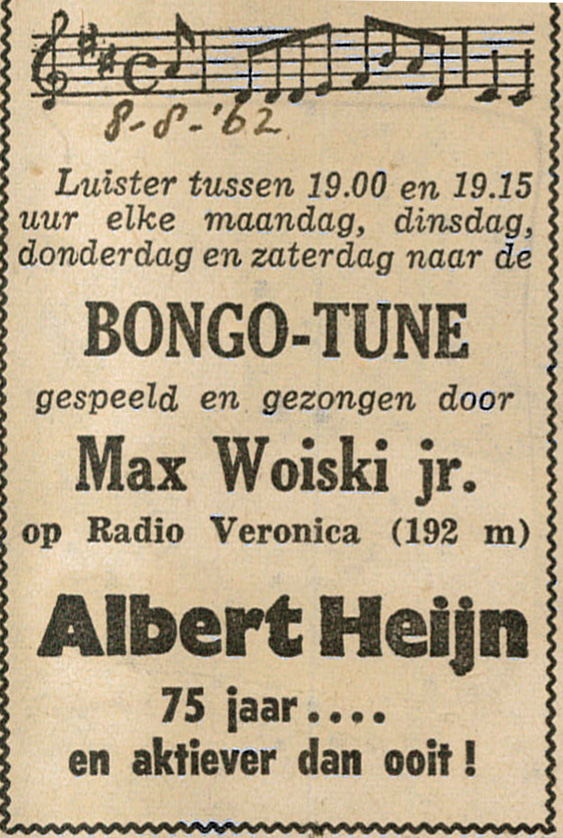 8-8-'62
Luister tussen 19.00 en 19.15
uur elke maandag, dinsdag,
donderdag en zaterdag naar de
BONGO-TUNE
gespeeld en gezongen door
Max Woiski jr.
op Radio Veronica (192 m)
Albert Heijn
75 jaar....
en aktiever dan ooit!